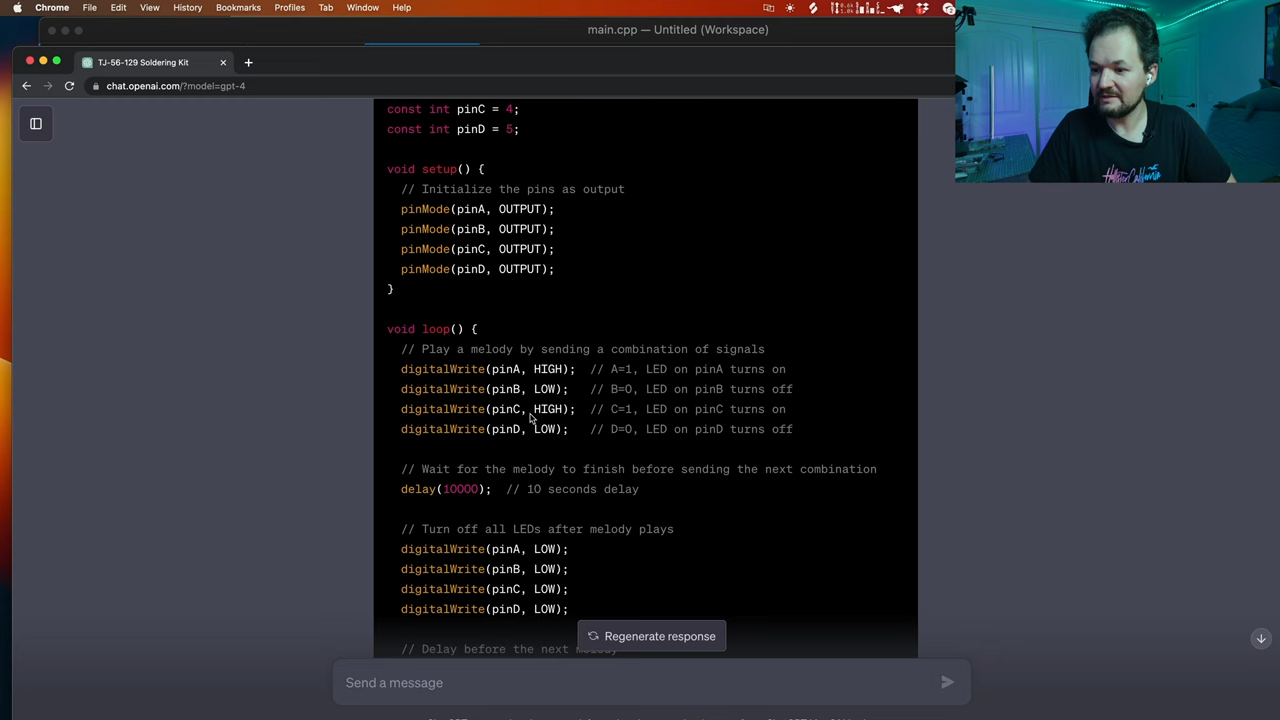 Chrome File Edit View History Bookmarks Profiles Tab Window Help
main.cpp — Untitled (Workspace)
TJ-56-129 Soldering Kit
chat.openai.com/?model=gpt-4
const int pinC = 4;
const int pinD = 5;
void setup() {
// Initialize the pins as output
pinMode(pinA, OUTPUT);
pinMode(pinB, OUTPUT);
pinMode(pinC, OUTPUT);
pinMode(pinD, OUTPUT);
}
void loop() {
// Play a melody by sending a combination of signals
digitalWrite(pinA, HIGH);  // A=1, LED on pinA turns on
digitalWrite(pinB, LOW);   // B=0, LED on pinB turns off
digitalWrite(pinC, HIGH);  // C=1, LED on pinC turns on
digitalWrite(pinD, LOW);   // D=0, LED on pinD turns off
// Wait for the melody to finish before sending the next combination
delay(10000);  // 10 seconds delay
// Turn off all LEDs after melody plays
digitalWrite(pinA, LOW);
digitalWrite(pinB, LOW);
digitalWrite(pinC, LOW);
digitalWrite(pinD, LOW);
Regenerate response
// Delay before the next melody
Send a message